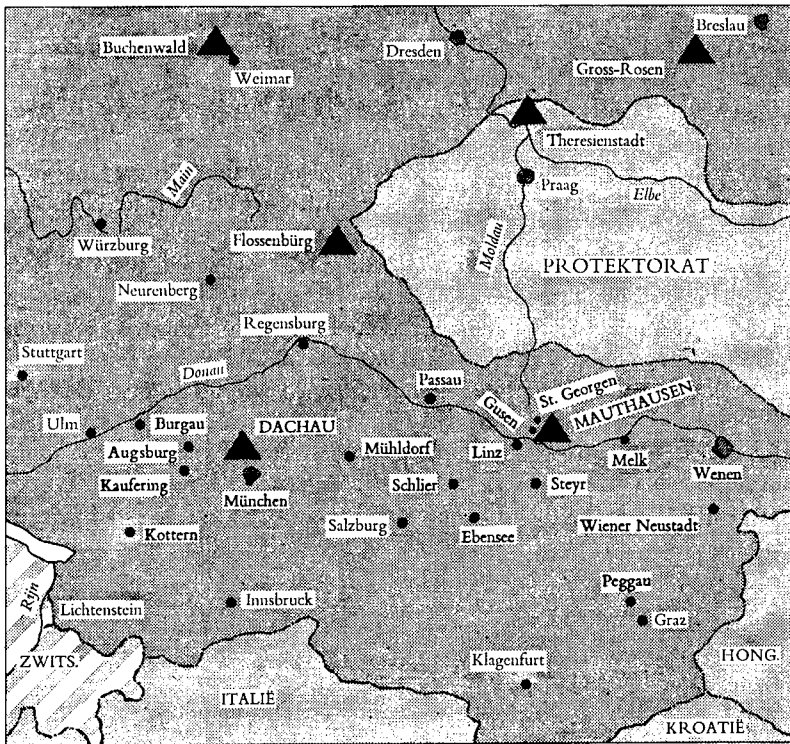 Breslau
Buchenwald
Dresden
Weimar
Gross-Rosen
Theresienstadt
Main
Praag
Elbe
Würzburg
Flossenbürg
Moldau
PROTEKTORAT
Neurenberg
Regensburg
Stuttgart
Donau
Passau
St. Georgen
Gusen
MAUTHAUSEN
Ulm
Burgau
DACHAU
Augsburg
Mühldorf
Linz
Melk
Wenen
Kaufering
München
Schlier
Steyr
Salzburg
Ebensee
Wiener Neustadt
Kottern
Rijn
Lichtenstein
Innsbruck
Peggau
Graz
ZWITS.
Klagenfurt
HONG.
ITALIË
KROATIË